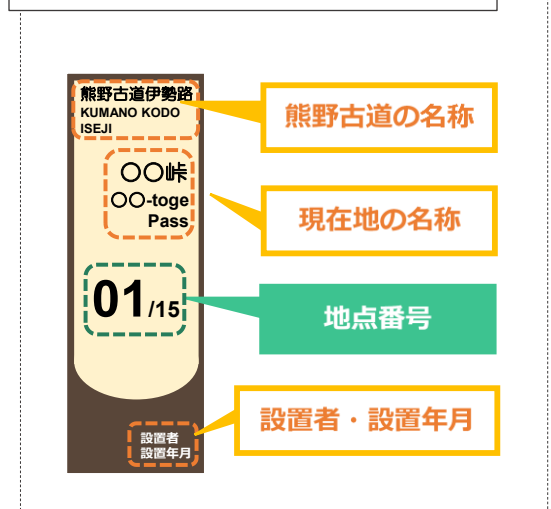 熊野古道伊勢路
KUMANO KODO
ISEJI
熊野古道の名称
〇〇峠
〇〇-toge
Pass
現在地の名称
01/15
地点番号
設置者
設置年月
設置者・設置年月